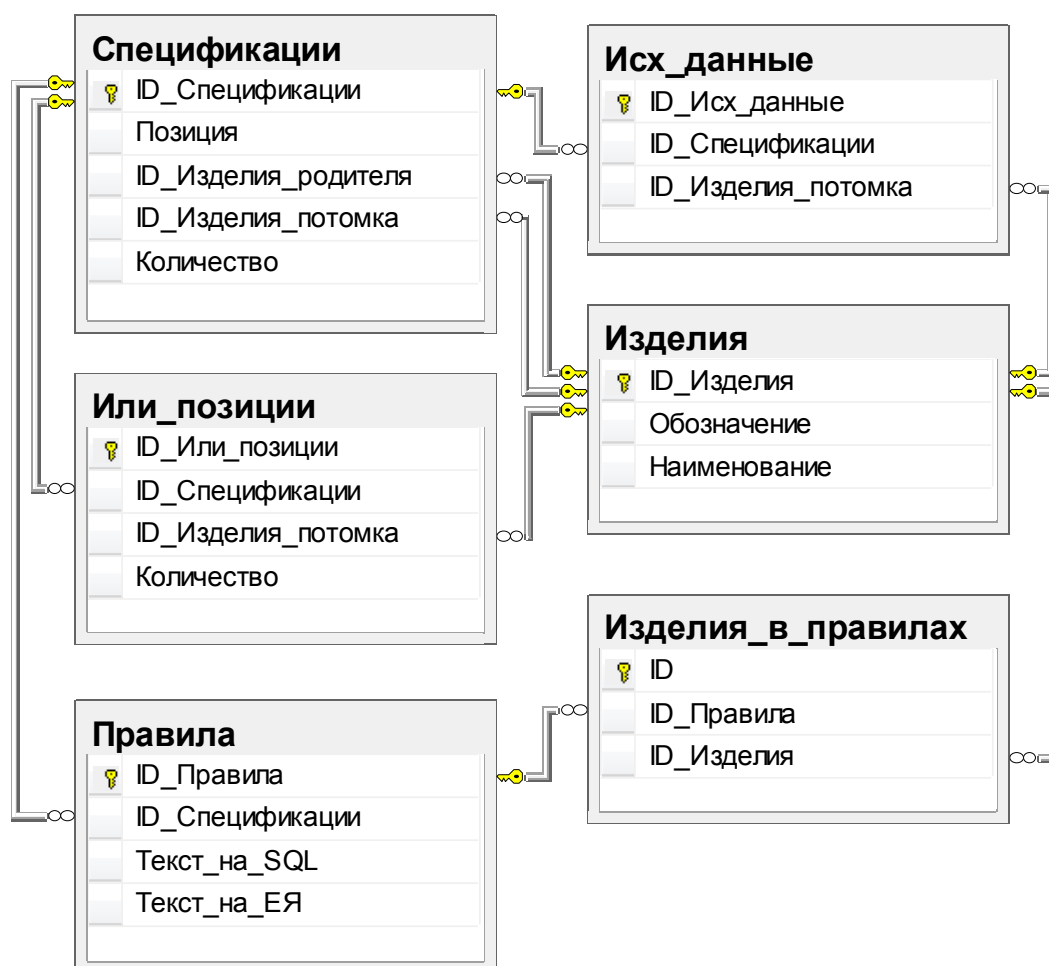 Спецификации
ID_Спецификации
Позиция
ID_Изделия_родителя
ID_Изделия_потомка
Количество
Исх_данные
ID_Исх_данные
ID_Спецификации
ID_Изделия_потомка
Изделия
ID_Изделия
Обозначение
Наименование
Или_позиции
ID_Или_позиции
ID_Спецификации
ID_Изделия_потомка
Количество
Изделия_в_правилах
ID
ID_Правила
ID_Изделия
Правила
ID_Правила
ID_Спецификации
Текст_на_SQL
Текст_на_ЕЯ